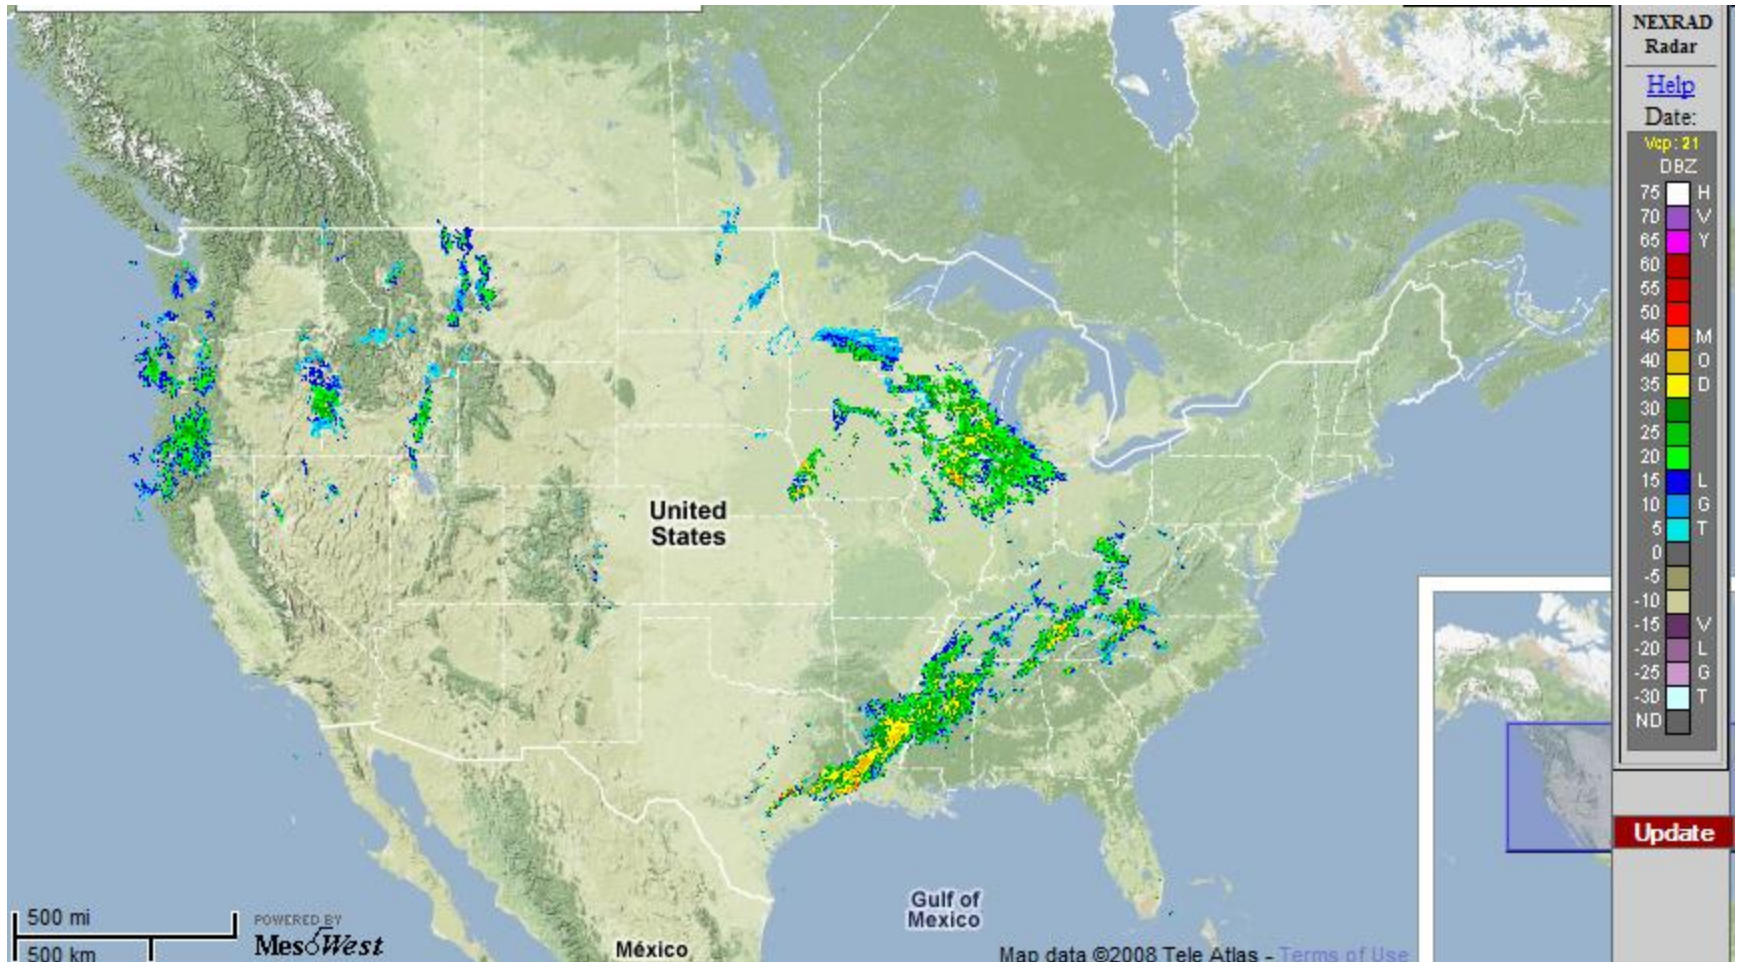 NEXRAD
Radar
Help
Date:
Vcp: 21
DBZ
75 H
70 V
65 Y
60
55
50
45 M
40 O
35 D
30
25
20
15 L
10 G
5 T
0
-5
-10
-15 V
-20 L
-25 G
-30 T
ND
Update
United
States
Gulf of
Mexico
México
500 mi
500 km
POWERED BY
MesoWest
Map data ©2008 Tele Atlas - Terms of Use